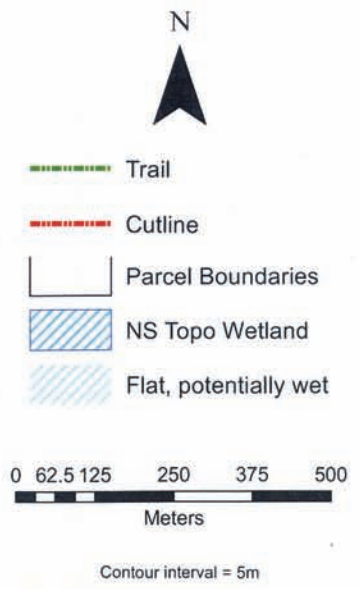 N
Trail
Cutline
Parcel Boundaries
NS Topo Wetland
Flat, potentially wet
0 62.5 125 250 375 500
Meters
Contour interval = 5m